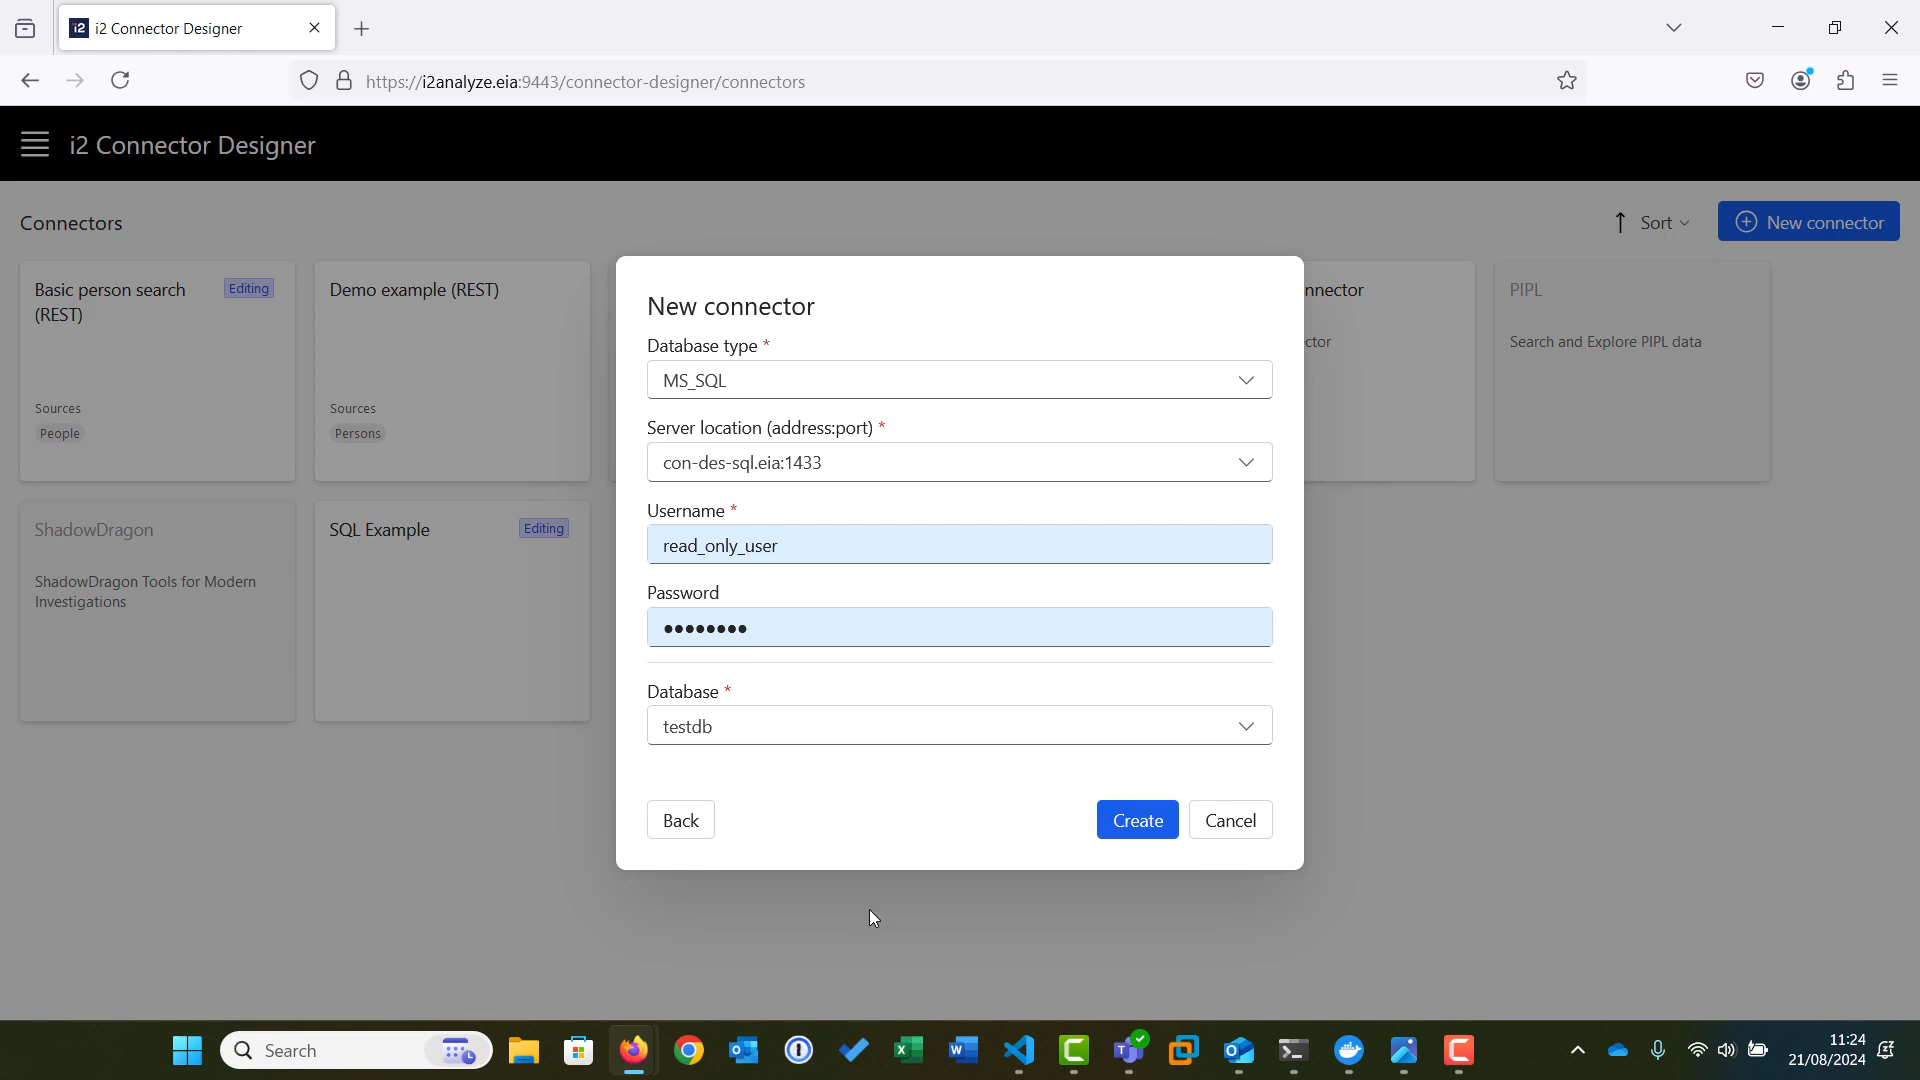 i2 Connector Designer
https://i2analyze.eia:9443/connector-designer/connectors
i2 Connector Designer
Connectors
Sort
New connector
Basic person search
(REST)
Editing
Sources
People
Demo example (REST)
Sources
Persons
nnector
ctor
PIPL
Search and Explore PIPL data
ShadowDragon
ShadowDragon Tools for Modern
Investigations
SQL Example
Editing
New connector
Database type *
MS_SQL
Server location (address:port) *
con-des-sql.eia:1433
Username *
read_only_user
Password
●●●●●●●●
Database *
testdb
Back
Create
Cancel
Search
11:24
21/08/2024